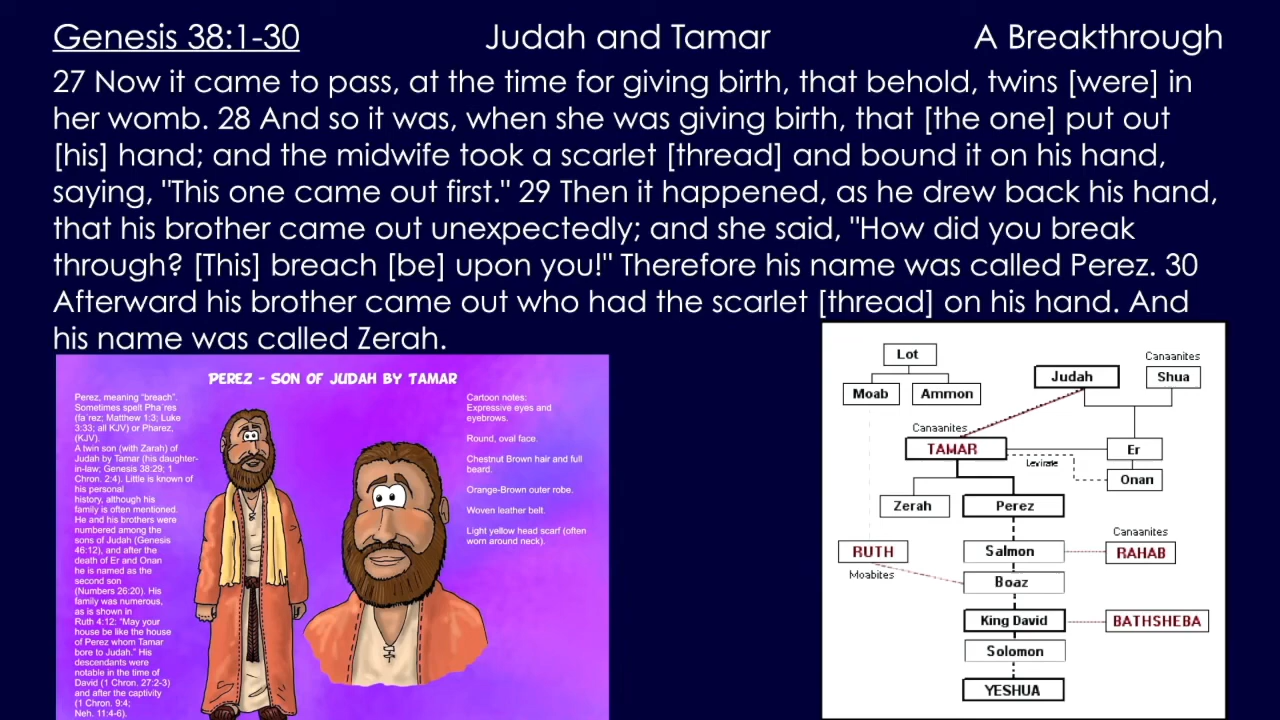 Genesis 38:1-30 Judah and Tamar A Breakthrough
27 Now it came to pass, at the time for giving birth, that behold, twins [were] in
her womb. 28 And so it was, when she was giving birth, that [the one] put out
[his] hand; and the midwife took a scarlet [thread] and bound it on his hand,
saying, "This one came out first." 29 Then it happened, as he drew back his hand,
that his brother came out unexpectedly; and she said, "How did you break
through? [This] breach [be] upon you!" Therefore his name was called Perez. 30
Afterward his brother came out who had the scarlet [thread] on his hand. And
his name was called Zerah.
PEREZ - SON OF JUDAH BY TAMAR
Perez, meaning "breach".
Sometimes spelt Pha´res
(fa´rez; Matthew 1:3; Luke
3:33; all KJV) or Pharez,
(KJV).
A twin son (with Zarah) of
Judah by Tamar (his daughter-
in-law; Genesis 38:29; 1
Chron. 2:4). Little is known of
his personal
history, although his
family is often mentioned.
He and his brothers were
numbered among the
sons of Judah (Genesis
46:12), and after the
death of Er and Onan
he is named as the
second son
(Numbers 26:20). His
family was numerous,
as is shown in
Ruth 4:12: "May your
house be like the house
of Perez whom Tamar
bore to Judah." His
descendants were
notable in the time of
David (1 Chron. 27:2-3)
and after the captivity
(1 Chron. 9:4;
Neh. 11:4-6).
Cartoon notes:
Expressive eyes and
eyebrows.
Round, oval face.
Chestnut Brown hair and full
beard.
Orange-Brown outer robe.
Woven leather belt.
Light yellow head scarf (often
worn around neck).
Lot
Canaanites
Judah
Shua
Moab
Ammon
Canaanites
TAMAR
Er
Levirate
Onan
Zerah
Perez
Canaanites
RUTH
Salmon
RAHAB
Moabites
Boaz
King David
BATHSHEBA
Solomon
YESHUA